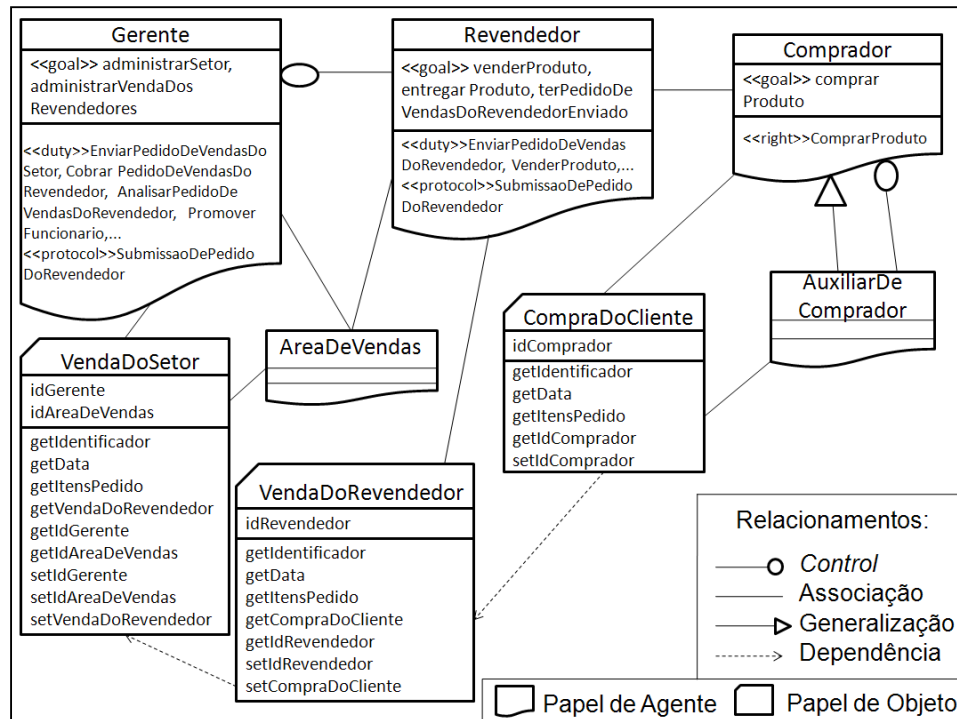 Gerente
<<goal>> administrarSetor,
administrarVendaDos
Revendedores
<<duty>>EnviarPedidoDeVendasDo
Setor, Cobrar PedidoDeVendasDo
Revendedor, AnalisarPedidoDe
VendasDoRevendedor, Promover
Funcionario,...
<<protocol>>SubmissaoDePedido
DoRevendedor
Revendedor
<<goal>> venderProduto,
entregar Produto, terPedidoDe
VendasDoRevendedorEnviado
<<duty>>EnviarPedidoDeVendas
DoRevendedor, VenderProduto,...
<<protocol>>SubmissaoDePedido
DoRevendedor
Comprador
<<goal>> comprar
Produto
<<right>>ComprarProduto
AuxiliarDe
Comprador
AreaDeVendas
CompraDoCliente
idComprador
getIdentificador
getData
getItensPedido
getIdComprador
setIdComprador
VendaDoSetor
idGerente
idAreaDeVendas
getIdentificador
getData
getItensPedido
getVendaDoRevendedor
getIdGerente
getIdAreaDeVendas
setIdGerente
setIdAreaDeVendas
setVendaDoRevendedor
VendaDoRevendedor
idRevendedor
getIdentificador
getData
getItensPedido
getCompraDoCliente
getIdRevendedor
setIdRevendedor
setCompraDoCliente
Relacionamentos:
Control
Associação
Generalização
Dependência
Papel de Agente
Papel de Objeto